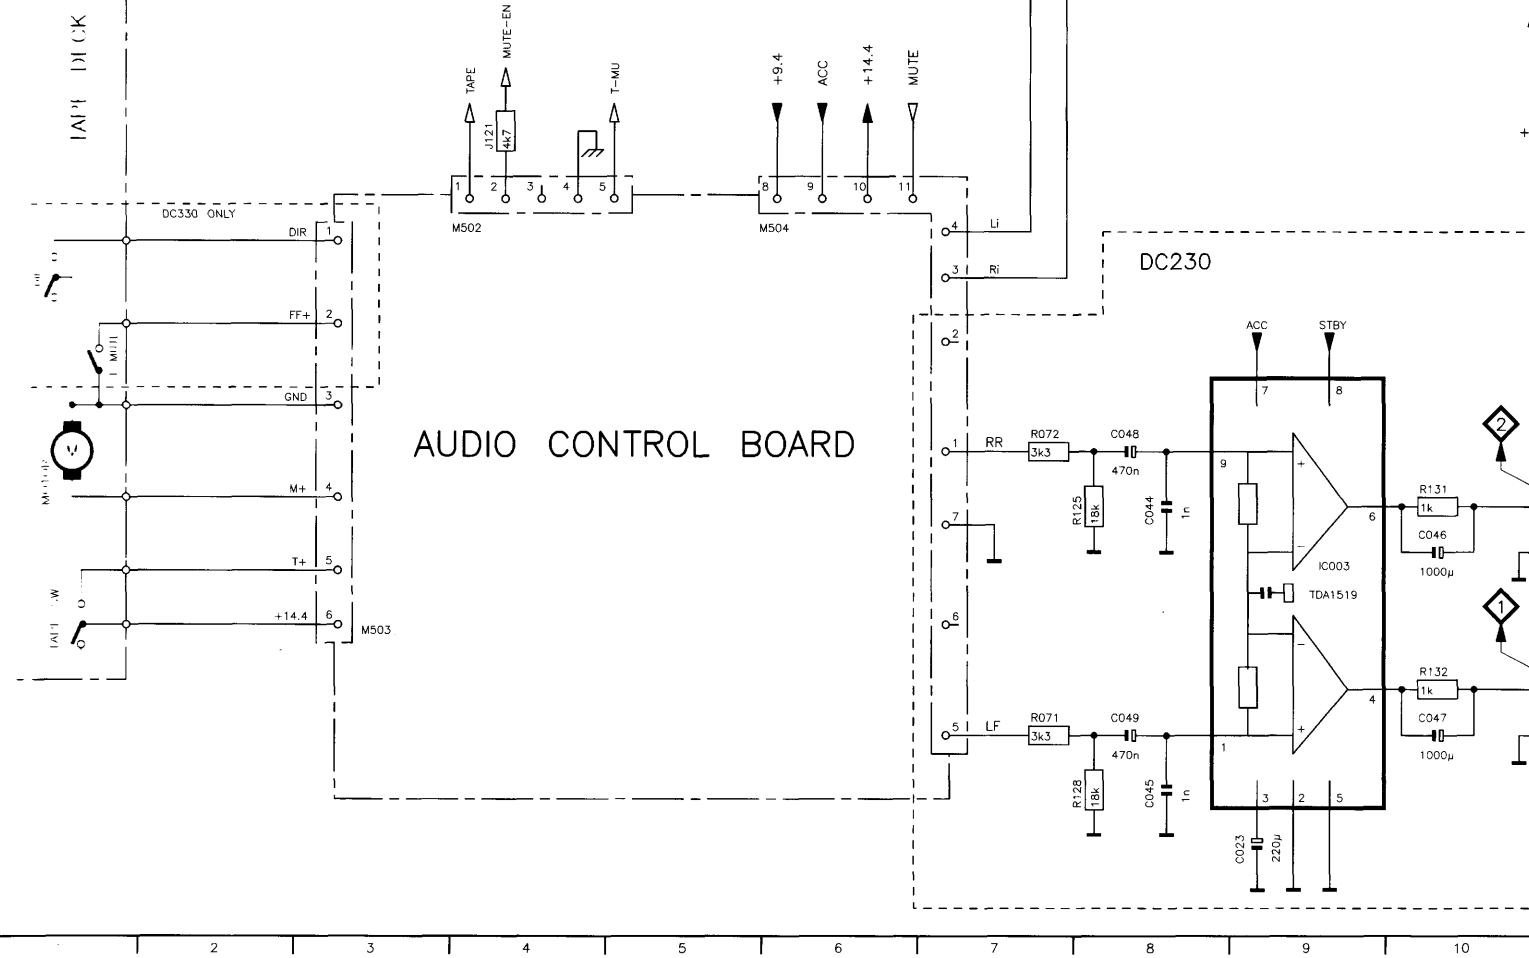 TAPE DECK
TAPE
MUTE-EN
J121
4k7
T-MU
+9.4
ACC
+14.4
MUTE
+
1 2 3 4 5
8 9 10 11
M502
M504
DC330 ONLY
DIR 1
FF+ 2
GND 3
MOTOR
M+ 4
T+ 5
+14.4 6
M503
AUDIO CONTROL BOARD
4 Li
3 Ri
2
1 RR
7
6
5 LF
DC230
ACC
STBY
7
8
R072
3k3
C048
470n
R125
18k
C044
1n
9
+
−
6
IC003
TDA1519
−
+
4
1
2
R131
1k
C046
1000µ
1
R132
1k
C047
1000µ
R071
3k3
C049
470n
R128
18k
C045
1n
3 2 5
C023
220µ
2 3 4 5 6 7 8 9 10